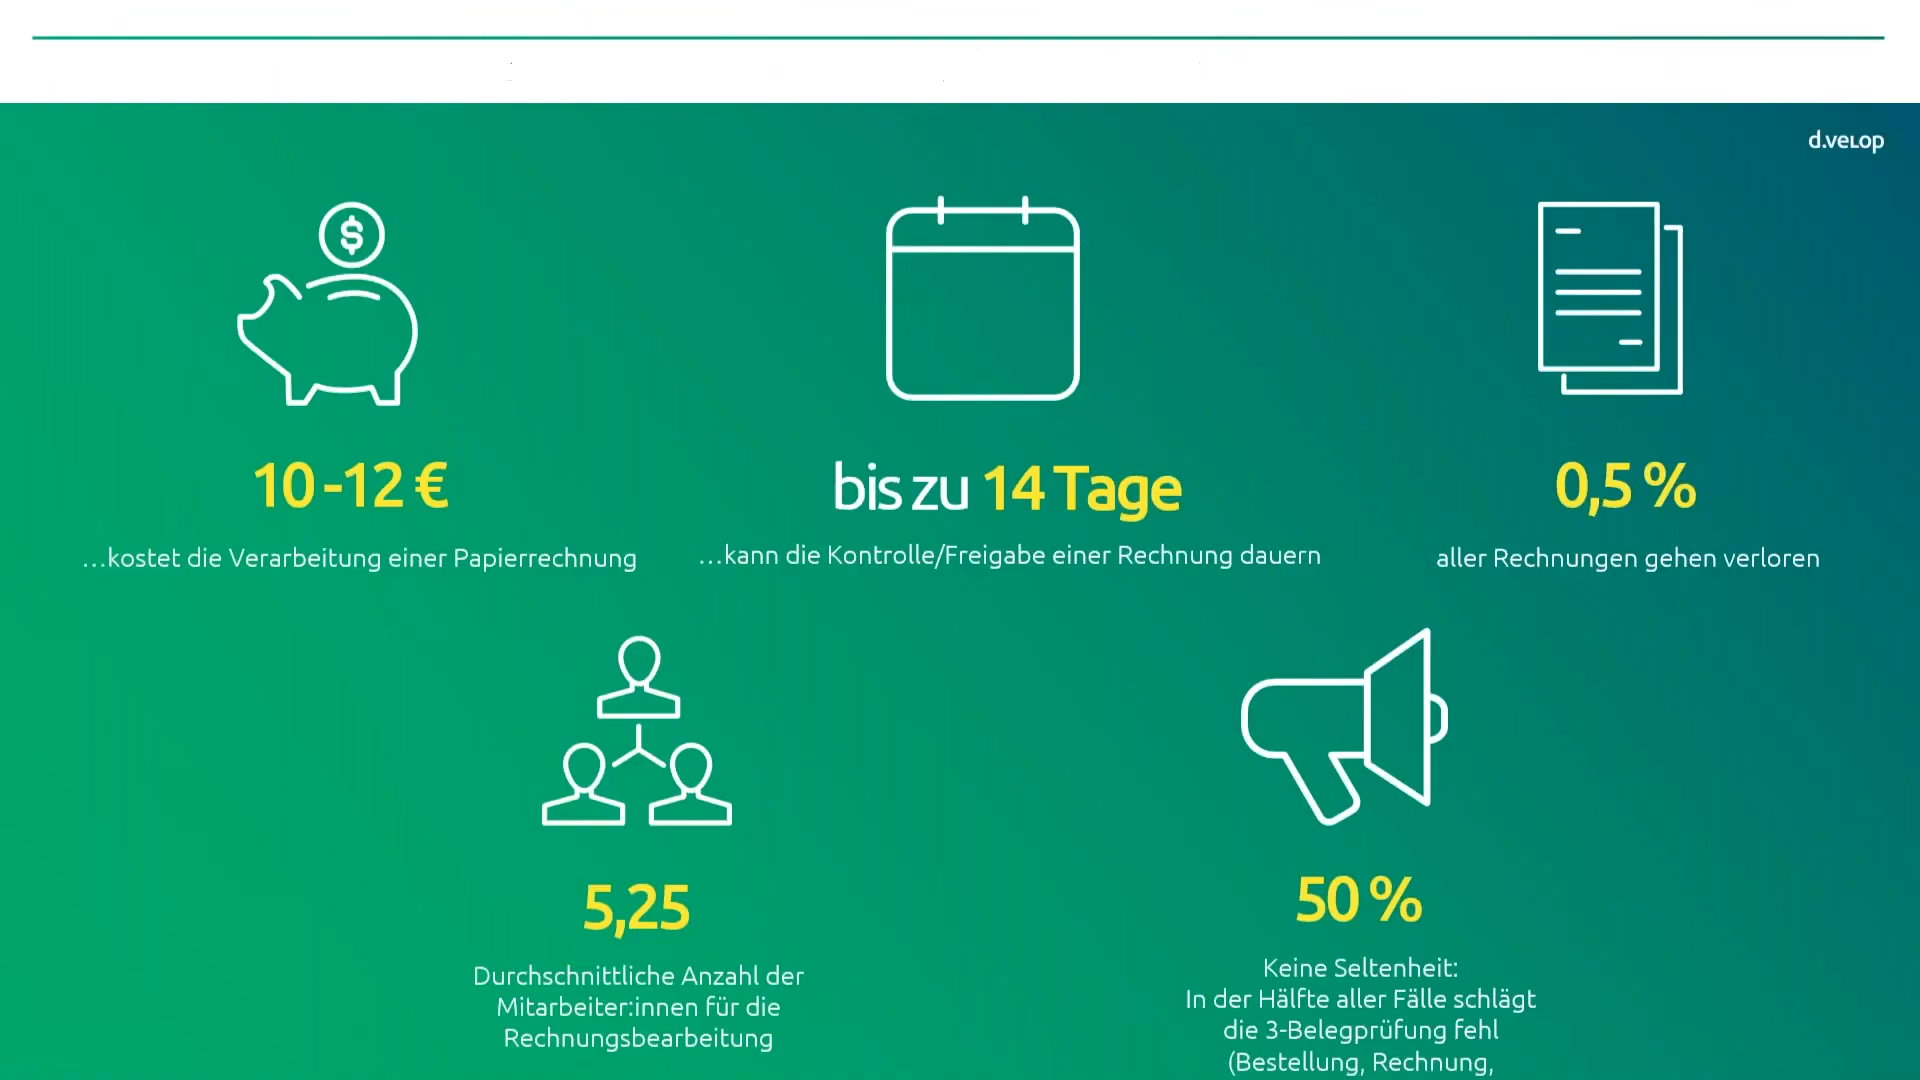 d.velop
$
10-12 €
…kostet die Verarbeitung einer Papierrechnung
bis zu 14 Tage
…kann die Kontrolle/Freigabe einer Rechnung dauern
0,5 %
aller Rechnungen gehen verloren
5,25
Durchschnittliche Anzahl der
Mitarbeiter:innen für die
Rechnungsbearbeitung
50 %
Keine Seltenheit:
In der Hälfte aller Fälle schlägt
die 3-Belegprüfung fehl
(Bestellung, Rechnung,